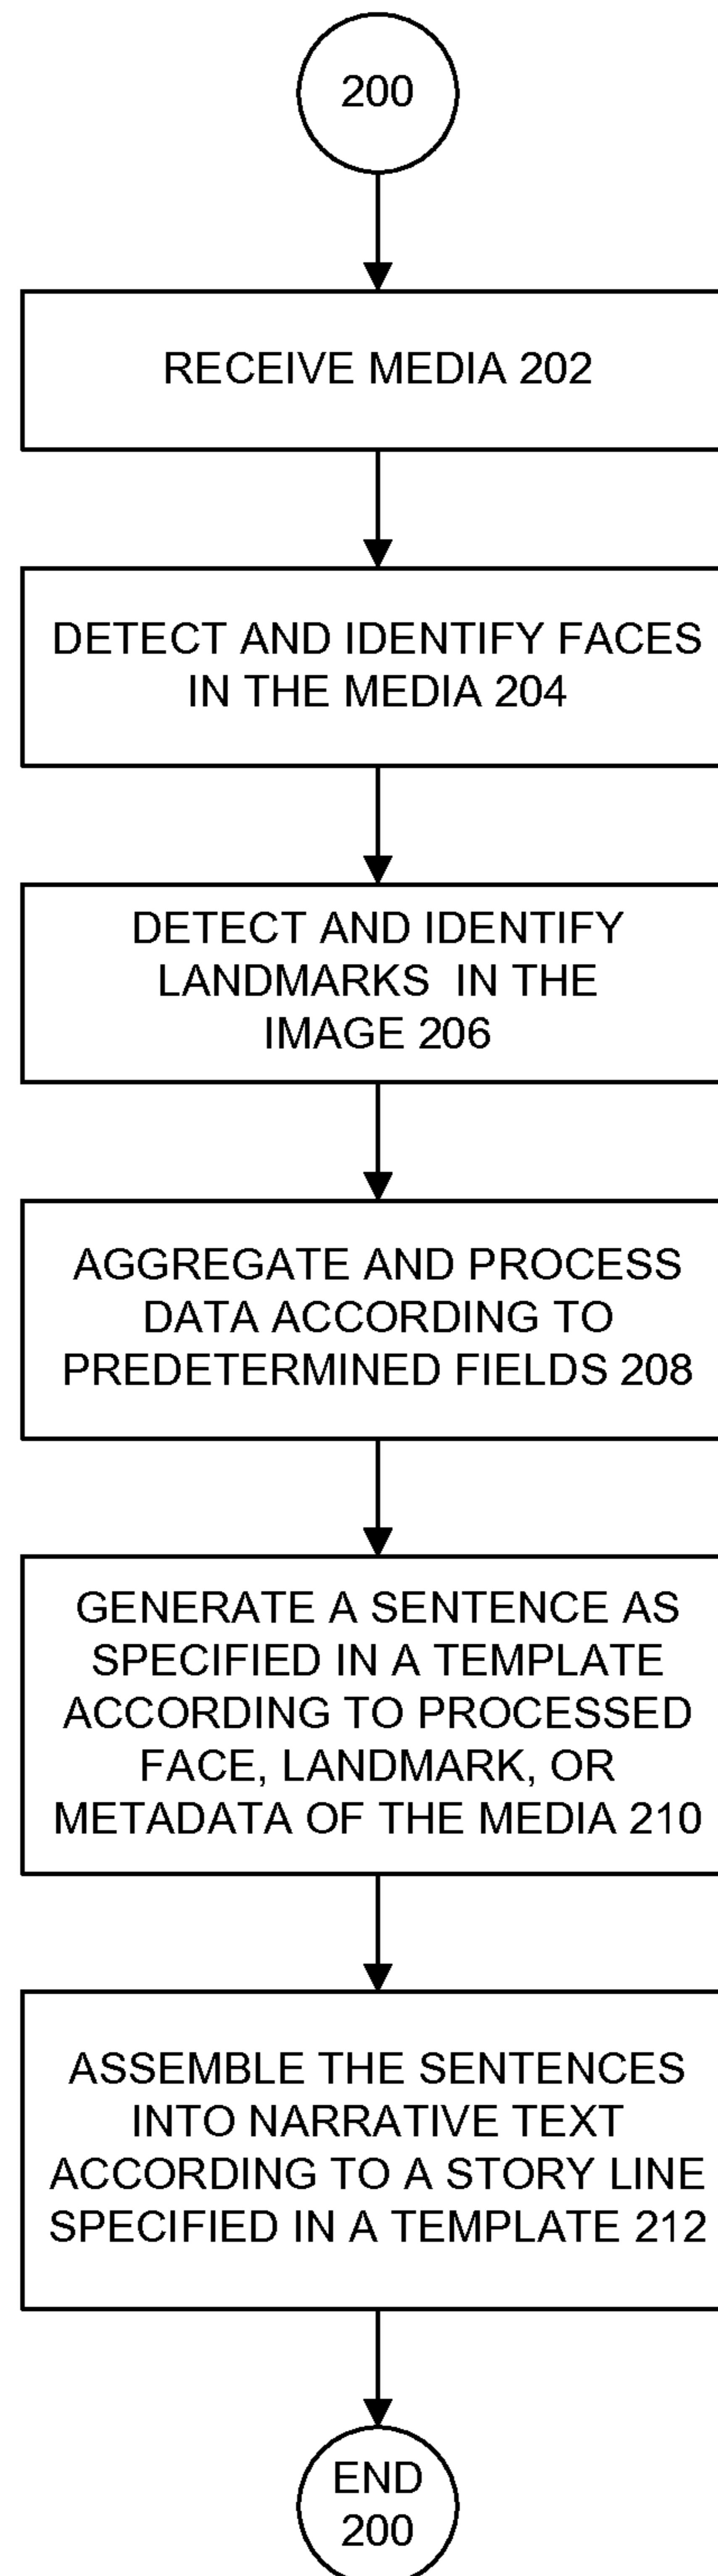 200
RECEIVE MEDIA 202
DETECT AND IDENTIFY FACES
IN THE MEDIA 204
DETECT AND IDENTIFY
LANDMARKS IN THE
IMAGE 206
AGGREGATE AND PROCESS
DATA ACCORDING TO
PREDETERMINED FIELDS 208
GENERATE A SENTENCE AS
SPECIFIED IN A TEMPLATE
ACCORDING TO PROCESSED
FACE, LANDMARK, OR
METADATA OF THE MEDIA 210
ASSEMBLE THE SENTENCES
INTO NARRATIVE TEXT
ACCORDING TO A STORY LINE
SPECIFIED IN A TEMPLATE 212
END
200